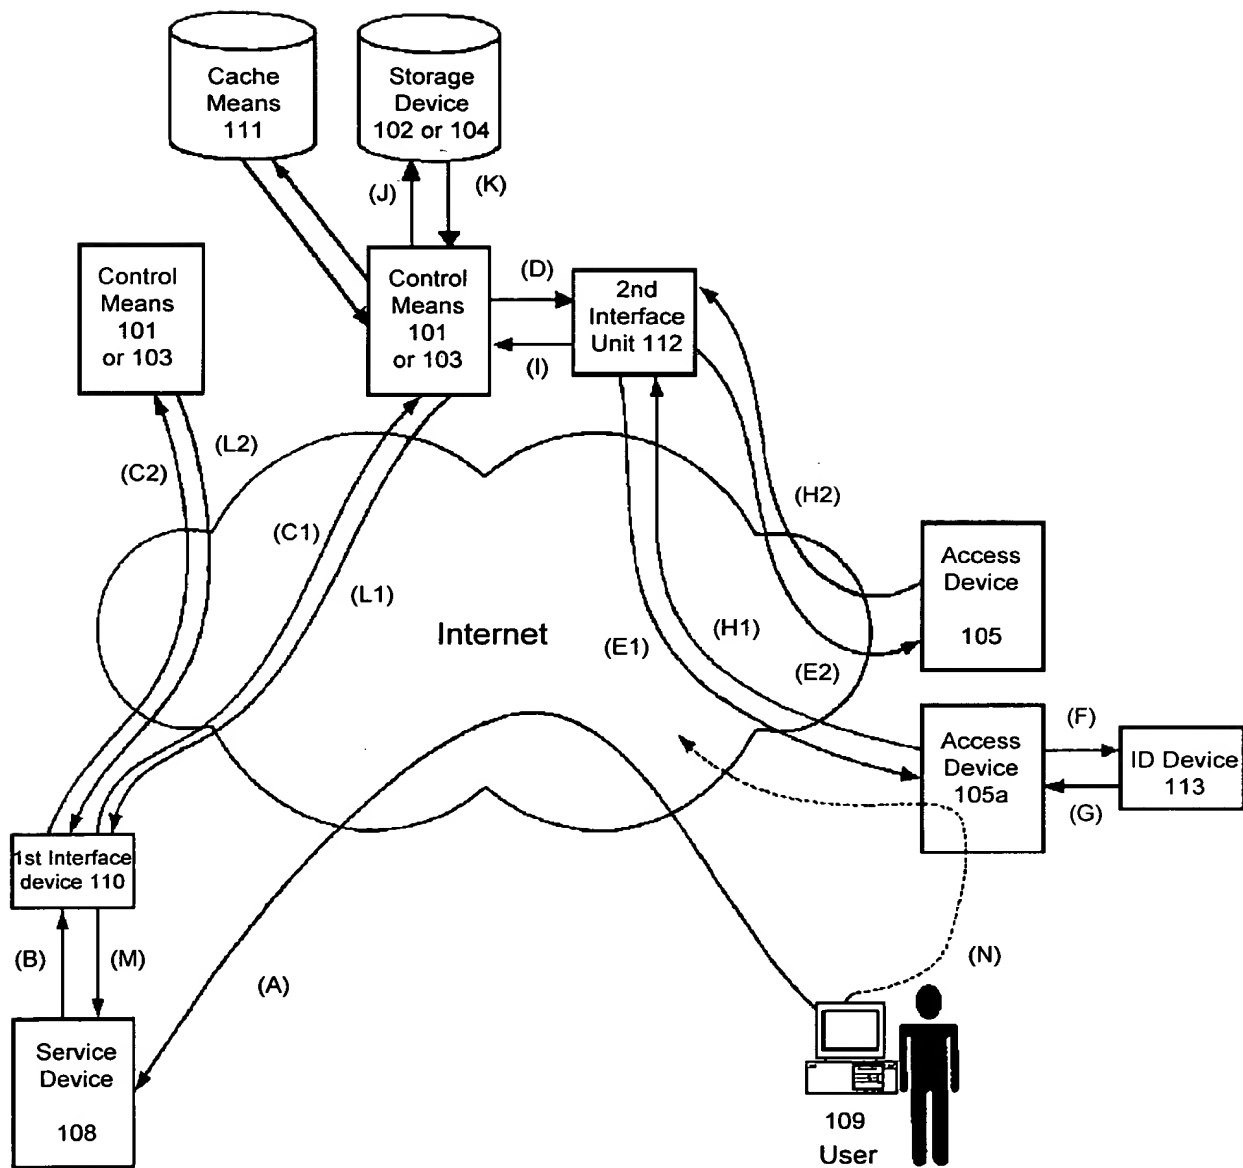 Cache
Means
111
Storage
Device
102 or 104
(J)
(K)
Control
Means
101
or 103
Control
Means
101
or 103
(D)
(I)
2nd
Interface
Unit 112
(L2)
(C2)
(C1)
(L1)
(H2)
Internet
(E1)
(H1)
(E2)
Access
Device
105
Access
Device
105a
(F)
(G)
ID Device
113
1st Interface
device 110
(B)
(M)
(A)
(N)
Service
Device
108
109
User